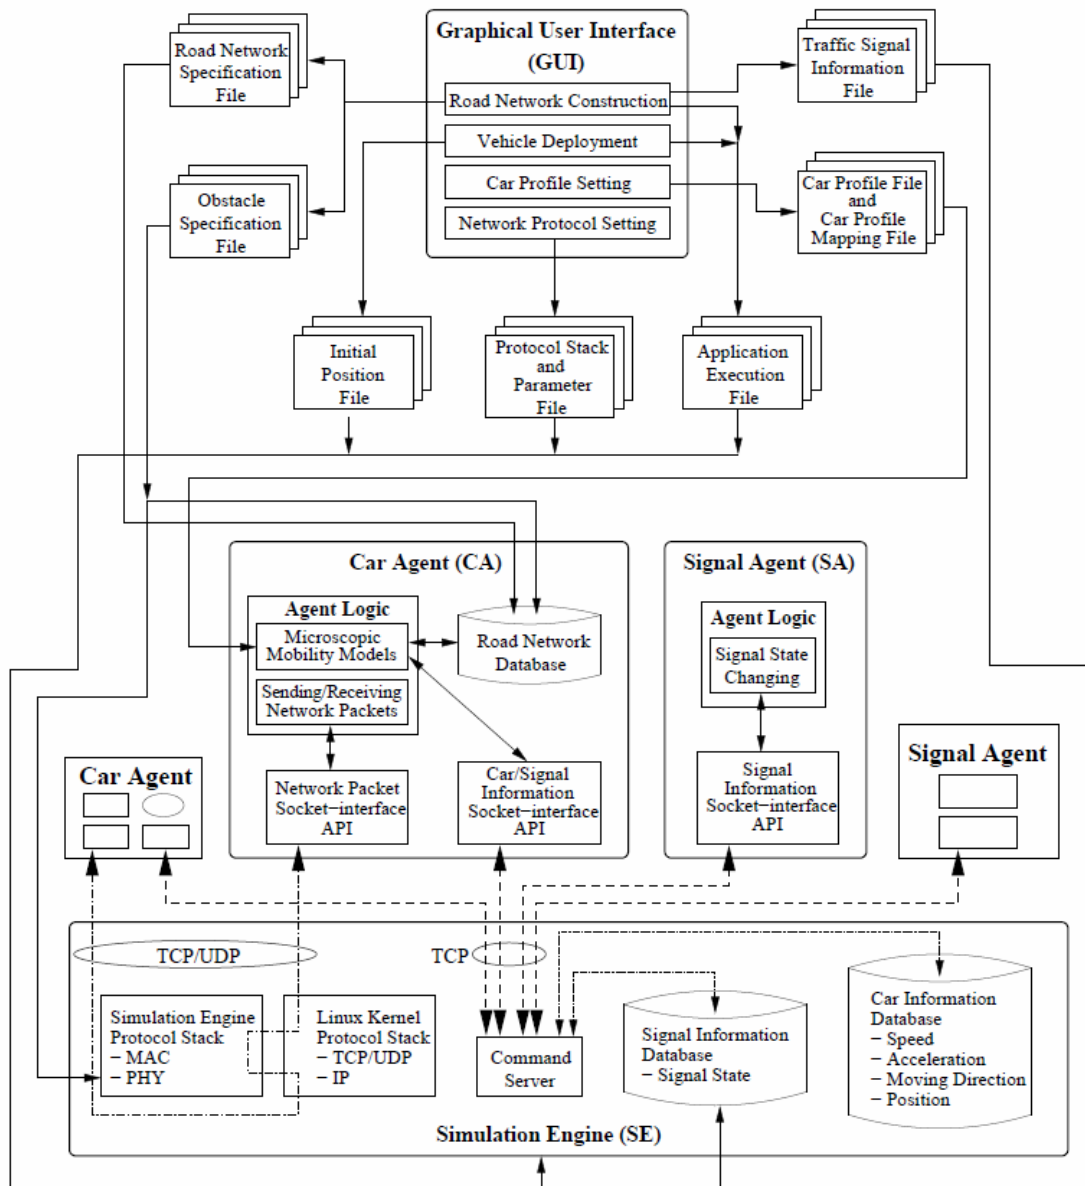 Graphical User Interface
(GUI)
Road Network Construction
Vehicle Deployment
Car Profile Setting
Network Protocol Setting
Road Network
Specification
File
Traffic Signal
Information
File
Obstacle
Specification
File
Car Profile File
and
Car Profile
Mapping File
Initial
Position
File
Protocol Stack
and
Parameter
File
Application
Execution
File
Car Agent (CA)
Agent Logic
Microscopic
Mobility Models
Sending/Receiving
Network Packets
Road Network
Database
Network Packet
Socket−interface
API
Car/Signal
Information
Socket−interface
API
Signal Agent (SA)
Agent Logic
Signal State
Changing
Signal
Information
Socket−interface
API
Car Agent
Signal Agent
TCP/UDP
TCP
Simulation Engine
Protocol Stack
− MAC
− PHY
Linux Kernel
Protocol Stack
− TCP/UDP
− IP
Command
Server
Signal Information
Database
− Signal State
Car Information
Database
− Speed
− Acceleration
− Moving Direction
− Position
Simulation Engine (SE)